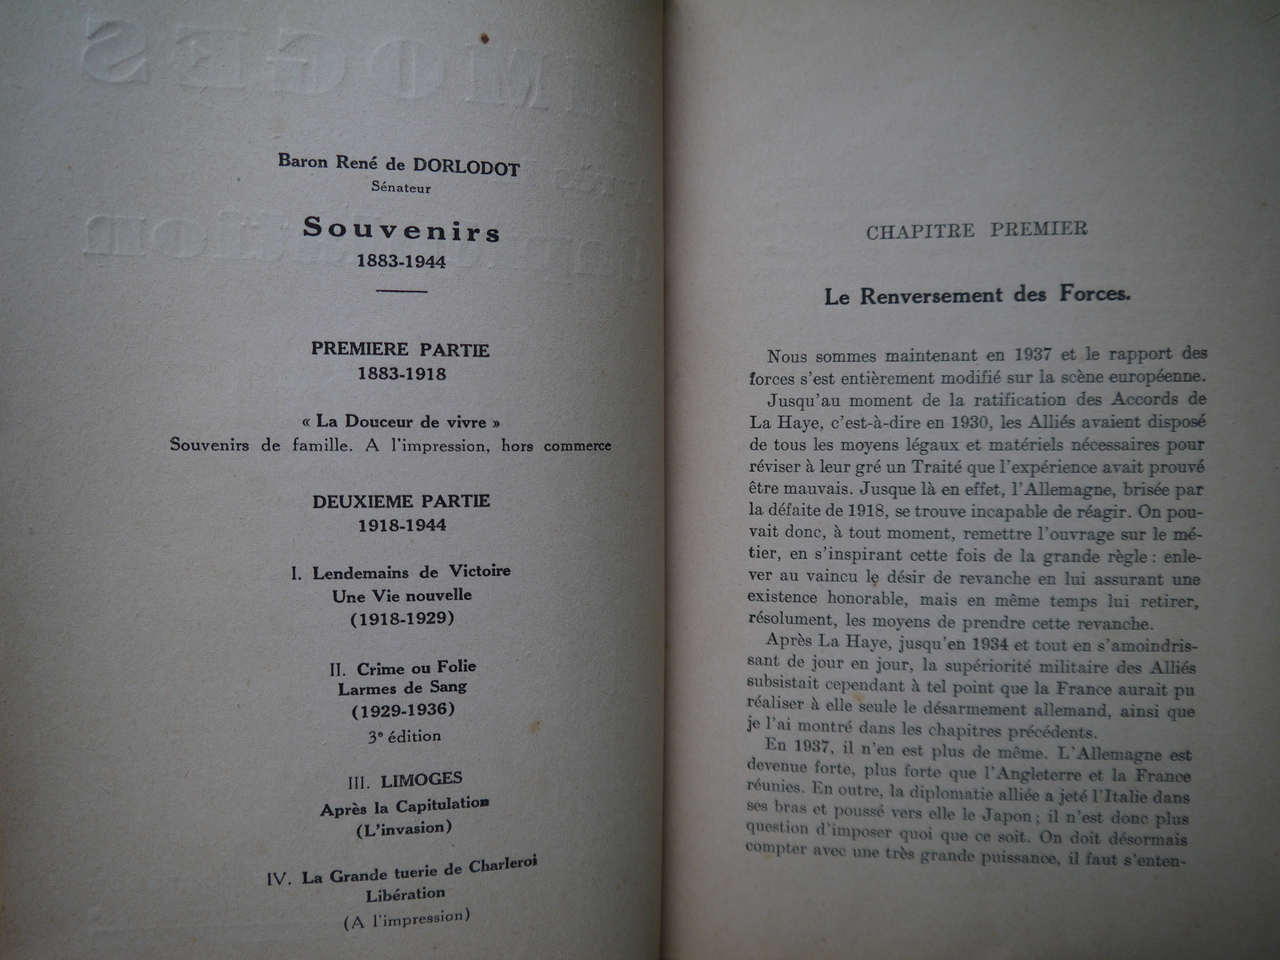 Baron René de DORLODOT
Sénateur
Souvenirs
1883-1944
PREMIERE PARTIE
1883-1918
« La Douceur de vivre »
Souvenirs de famille. A l'impression, hors commerce
DEUXIEME PARTIE
1918-1944
I. Lendemains de Victoire
Une Vie nouvelle
(1918-1929)
II. Crime ou Folie
Larmes de Sang
(1929-1936)
3e édition
III. LIMOGES
Après la Capitulation
(L'invasion)
IV. La Grande tuerie de Charleroi
Libération
(A l'impression)
CHAPITRE PREMIER
Le Renversement des Forces.
Nous sommes maintenant en 1937 et le rapport des
forces s'est entièrement modifié sur la scène européenne.
Jusqu'au moment de la ratification des Accords de
La Haye, c'est-à-dire en 1930, les Alliés avaient disposé
de tous les moyens légaux et matériels nécessaires pour
réviser à leur gré un Traité que l'expérience avait prouvé
être mauvais. Jusque là en effet, l'Allemagne, brisée par
la défaite de 1918, se trouve incapable de réagir. On pou-
vait donc, à tout moment, remettre l'ouvrage sur le mé-
tier, en s'inspirant cette fois de la grande règle : enle-
ver au vaincu le désir de revanche en lui assurant une
existence honorable, mais en même temps lui retirer,
résolument, les moyens de prendre cette revanche.
Après La Haye, jusqu'en 1934 et tout en s'amoindris-
sant de jour en jour, la supériorité militaire des Alliés
subsistait cependant à tel point que la France aurait pu
réaliser à elle seule le désarmement allemand, ainsi que
je l'ai montré dans les chapitres précédents.
En 1937, il n'en est plus de même. L'Allemagne est
devenue forte, plus forte que l'Angleterre et la France
réunies. En outre, la diplomatie alliée a jeté l'Italie dans
ses bras et poussé vers elle le Japon ; il n'est donc plus
question d'imposer quoi que ce soit. On doit désormais
compter avec une très grande puissance, il faut s'enten-